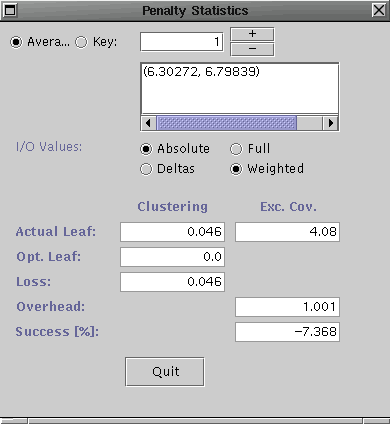 Penalty Statistics
Avera... Key: 1 +
−
(6.30272, 6.79839)
I/O Values: Absolute Full
Deltas Weighted
Clustering Exc. Cov.
Actual Leaf: 0.046 4.08
Opt. Leaf: 0.0
Loss: 0.046
Overhead: 1.001
Success [%]: −7.368
Quit